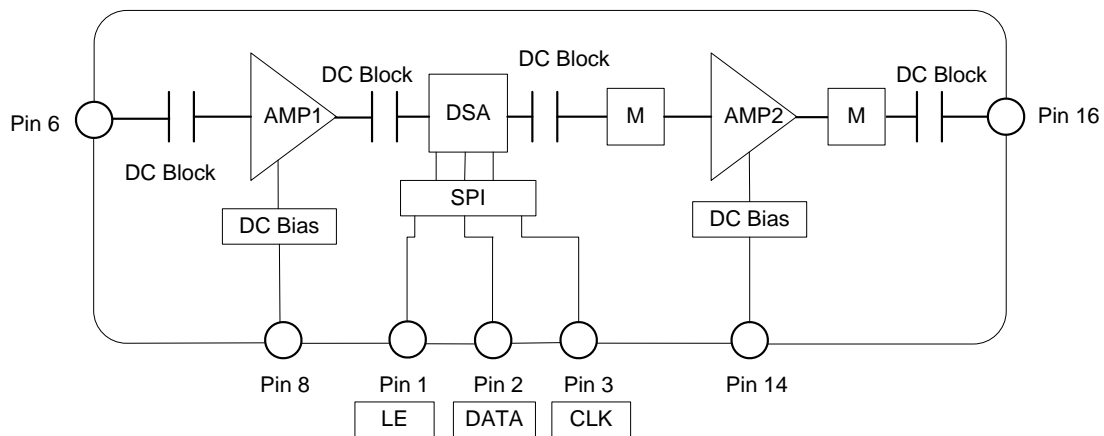 DC Block
DC Block
DC Block
AMP1
DSA
M
AMP2
M
Pin 6
Pin 16
DC Block
SPI
DC Bias
DC Bias
Pin 8
Pin 1
Pin 2
Pin 3
Pin 14
LE
DATA
CLK